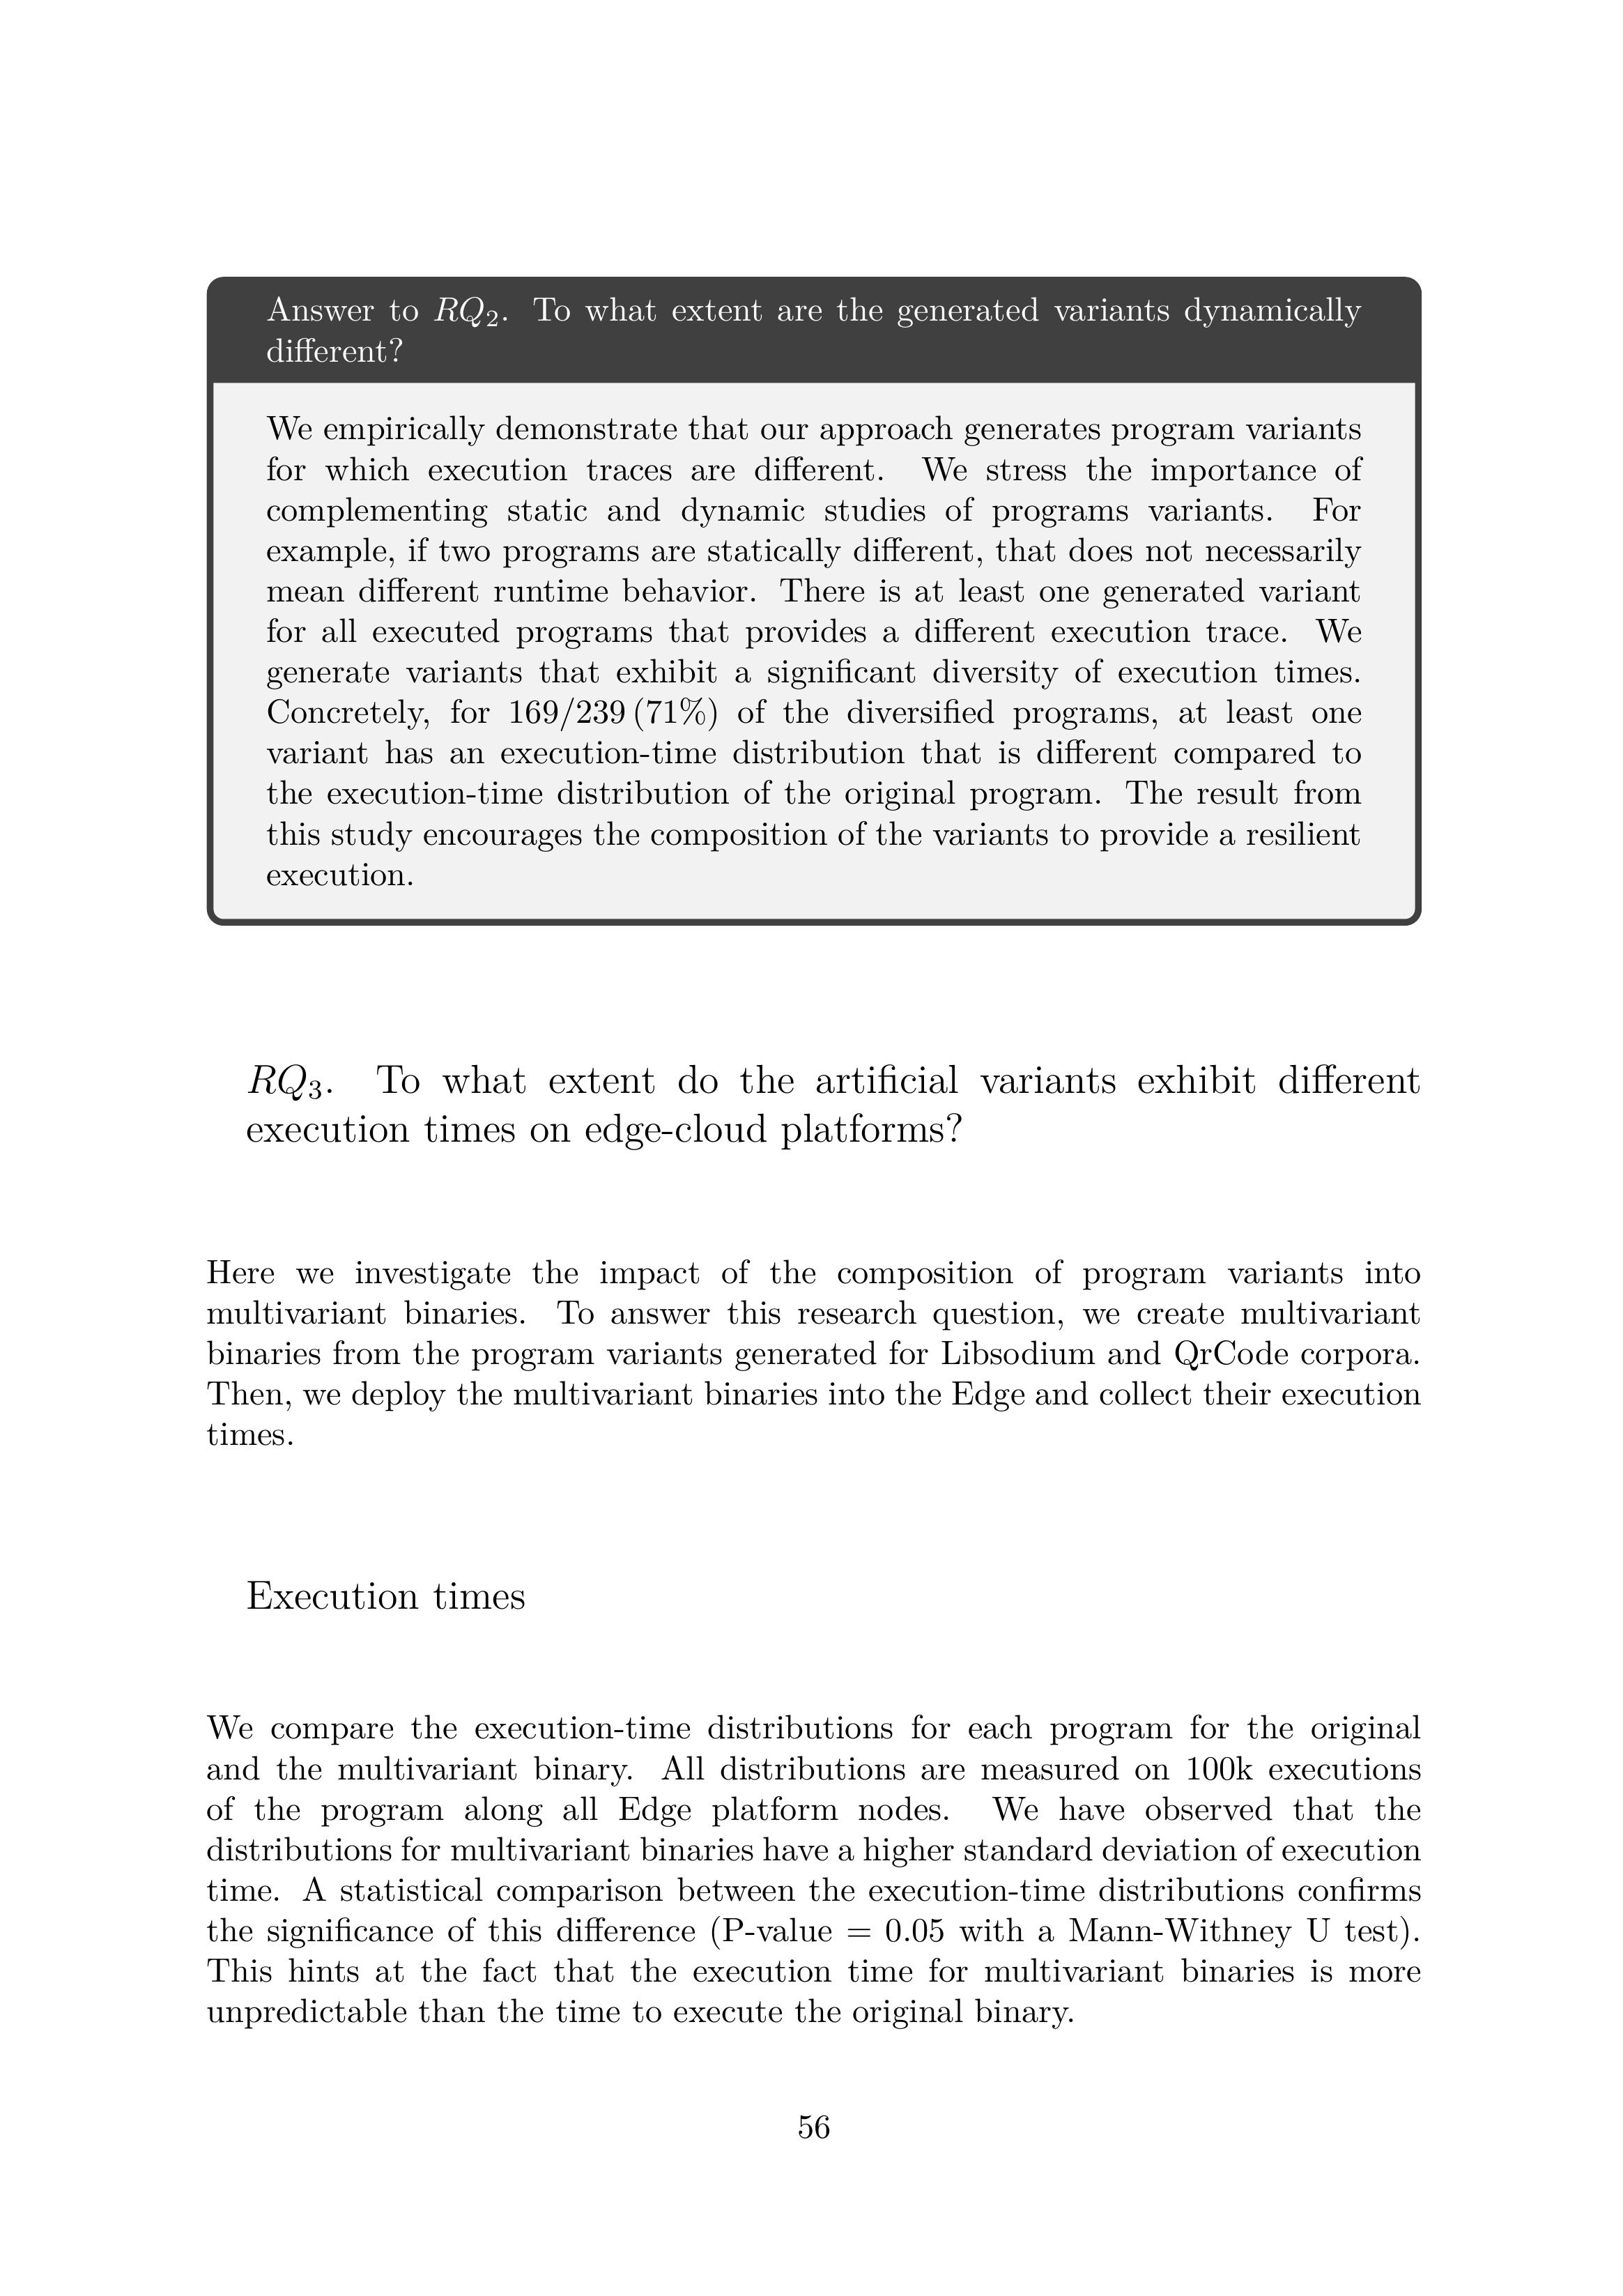 Answer to RQ2. To what extent are the generated variants dynamically
different?
We empirically demonstrate that our approach generates program variants
for which execution traces are different. We stress the importance of
complementing static and dynamic studies of programs variants. For
example, if two programs are statically different, that does not necessarily
mean different runtime behavior. There is at least one generated variant
for all executed programs that provides a different execution trace. We
generate variants that exhibit a significant diversity of execution times.
Concretely, for 169/239 (71%) of the diversified programs, at least one
variant has an execution-time distribution that is different compared to
the execution-time distribution of the original program. The result from
this study encourages the composition of the variants to provide a resilient
execution.
RQ3. To what extent do the artificial variants exhibit different
execution times on edge-cloud platforms?
Here we investigate the impact of the composition of program variants into
multivariant binaries. To answer this research question, we create multivariant
binaries from the program variants generated for Libsodium and QrCode corpora.
Then, we deploy the multivariant binaries into the Edge and collect their execution
times.
Execution times
We compare the execution-time distributions for each program for the original
and the multivariant binary. All distributions are measured on 100k executions
of the program along all Edge platform nodes. We have observed that the
distributions for multivariant binaries have a higher standard deviation of execution
time. A statistical comparison between the execution-time distributions confirms
the significance of this difference (P-value = 0.05 with a Mann-Withney U test).
This hints at the fact that the execution time for multivariant binaries is more
unpredictable than the time to execute the original binary.
56